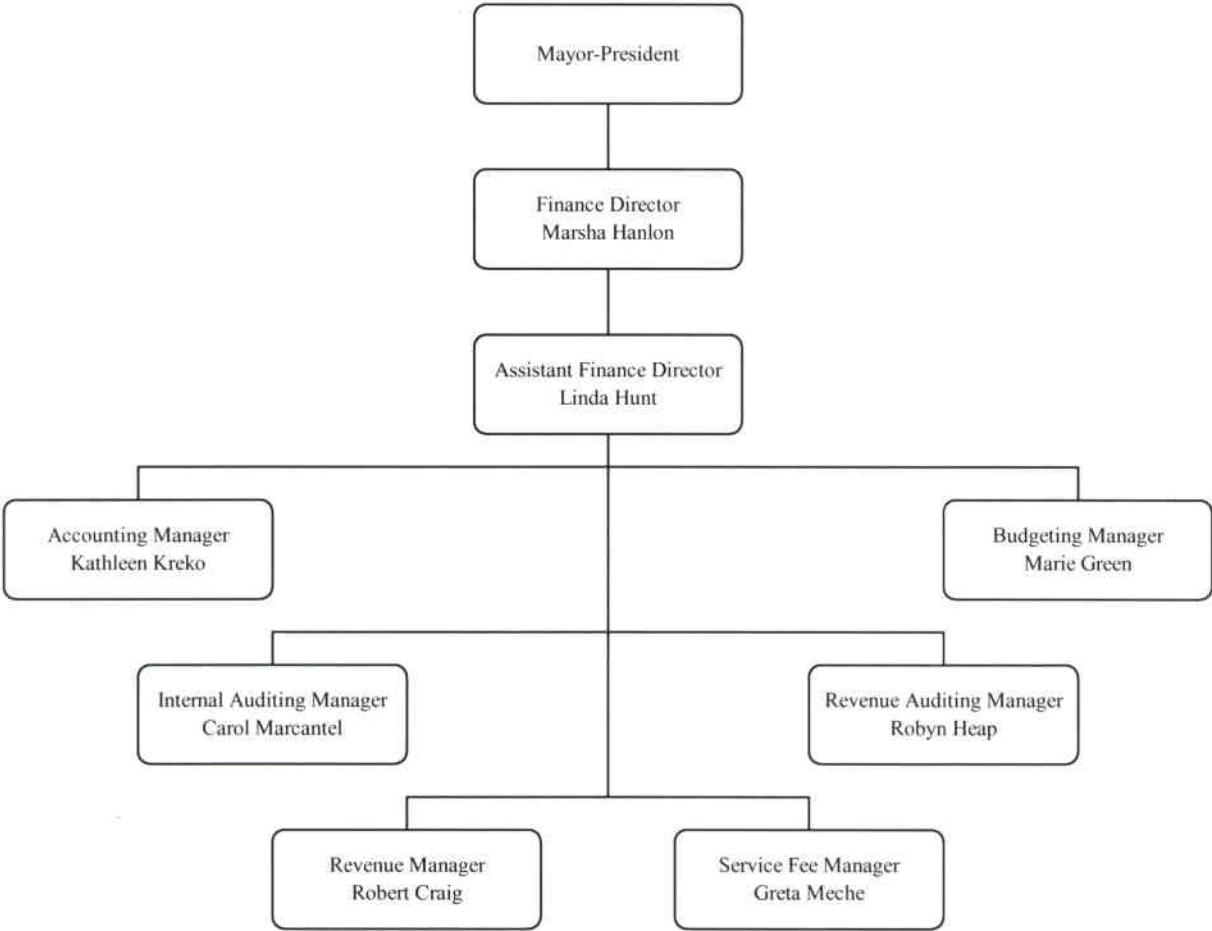 Mayor-President
Finance Director
Marsha Hanlon
Assistant Finance Director
Linda Hunt
Accounting Manager
Kathleen Kreko
Budgeting Manager
Marie Green
Internal Auditing Manager
Carol Marcantel
Revenue Auditing Manager
Robyn Heap
Revenue Manager
Robert Craig
Service Fee Manager
Greta Meche